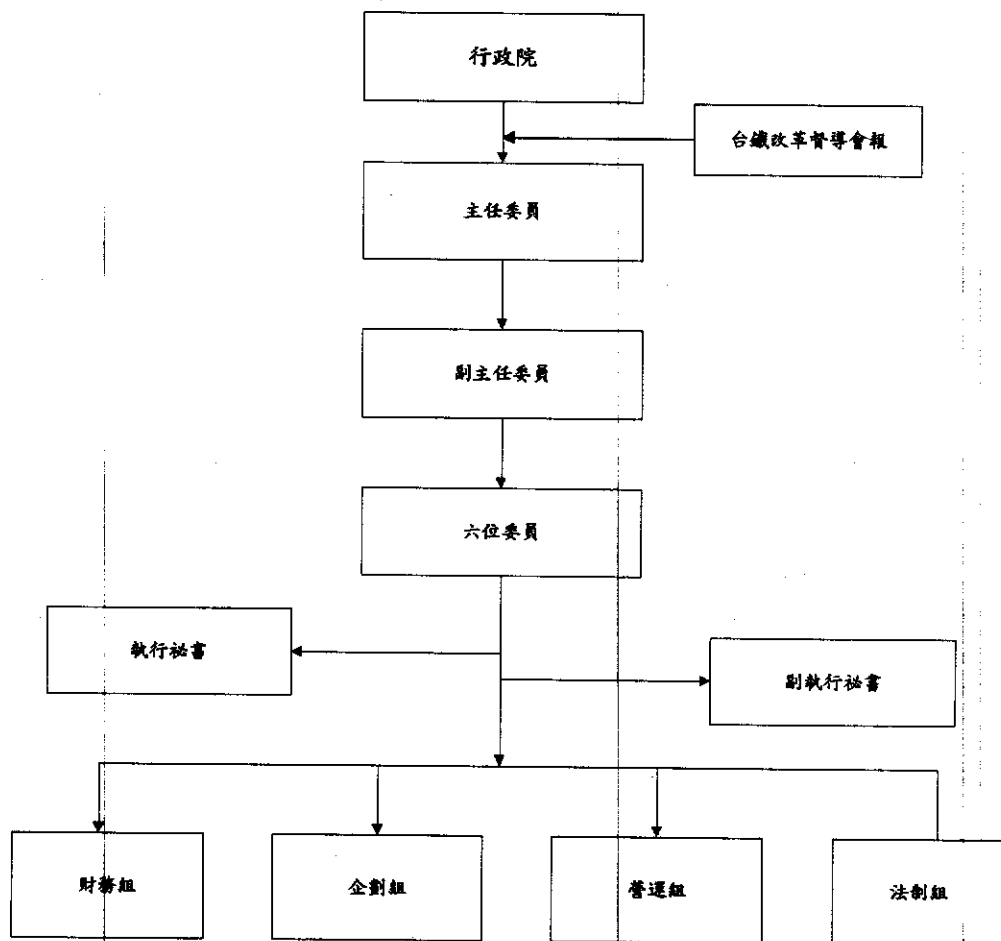 行政院
台鐵改革督導會報
主任委員
副主任委員
六位委員
執行祕書
副執行祕書
財務組
企劃組
營運組
法制組